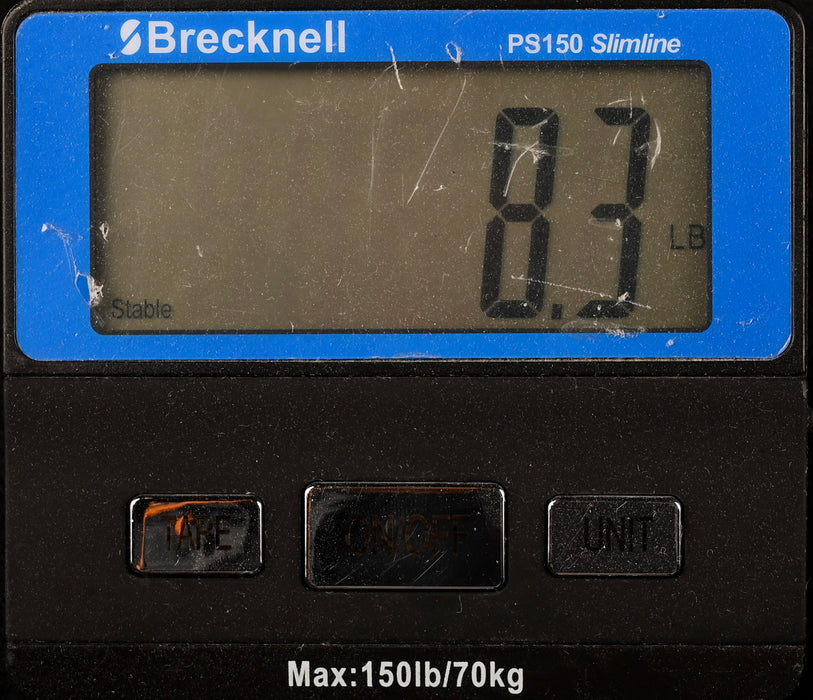 Brecknell
PS150 Slimline
8.3
LB
Stable
TARE
ON/OFF
UNIT
Max:150lb/70kg